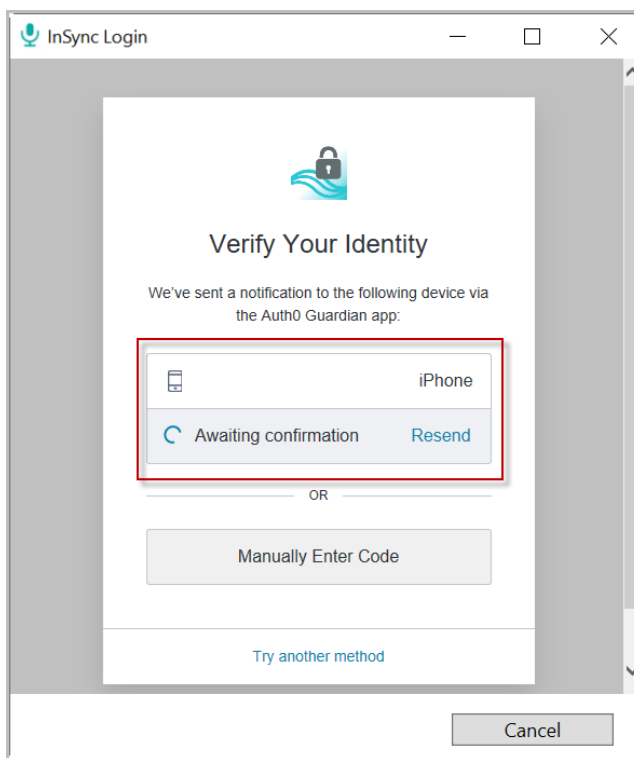 InSync Login
Verify Your Identity
We've sent a notification to the following device via
the Auth0 Guardian app:
iPhone
Awaiting confirmation Resend
OR
Manually Enter Code
Try another method
Cancel